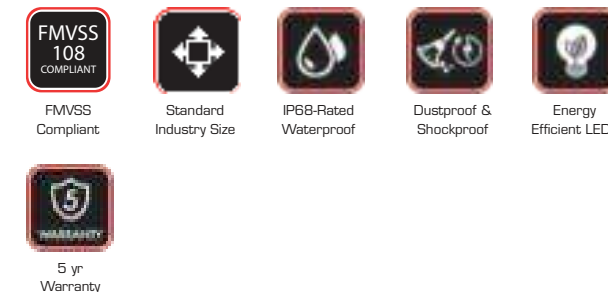 FMVSS
108
COMPLIANT
FMVSS
Compliant
Standard
Industry Size
IP68-Rated
Waterproof
Dustproof &
Shockproof
Energy
Efficient LED
5
WARRANTY
5 yr
Warranty